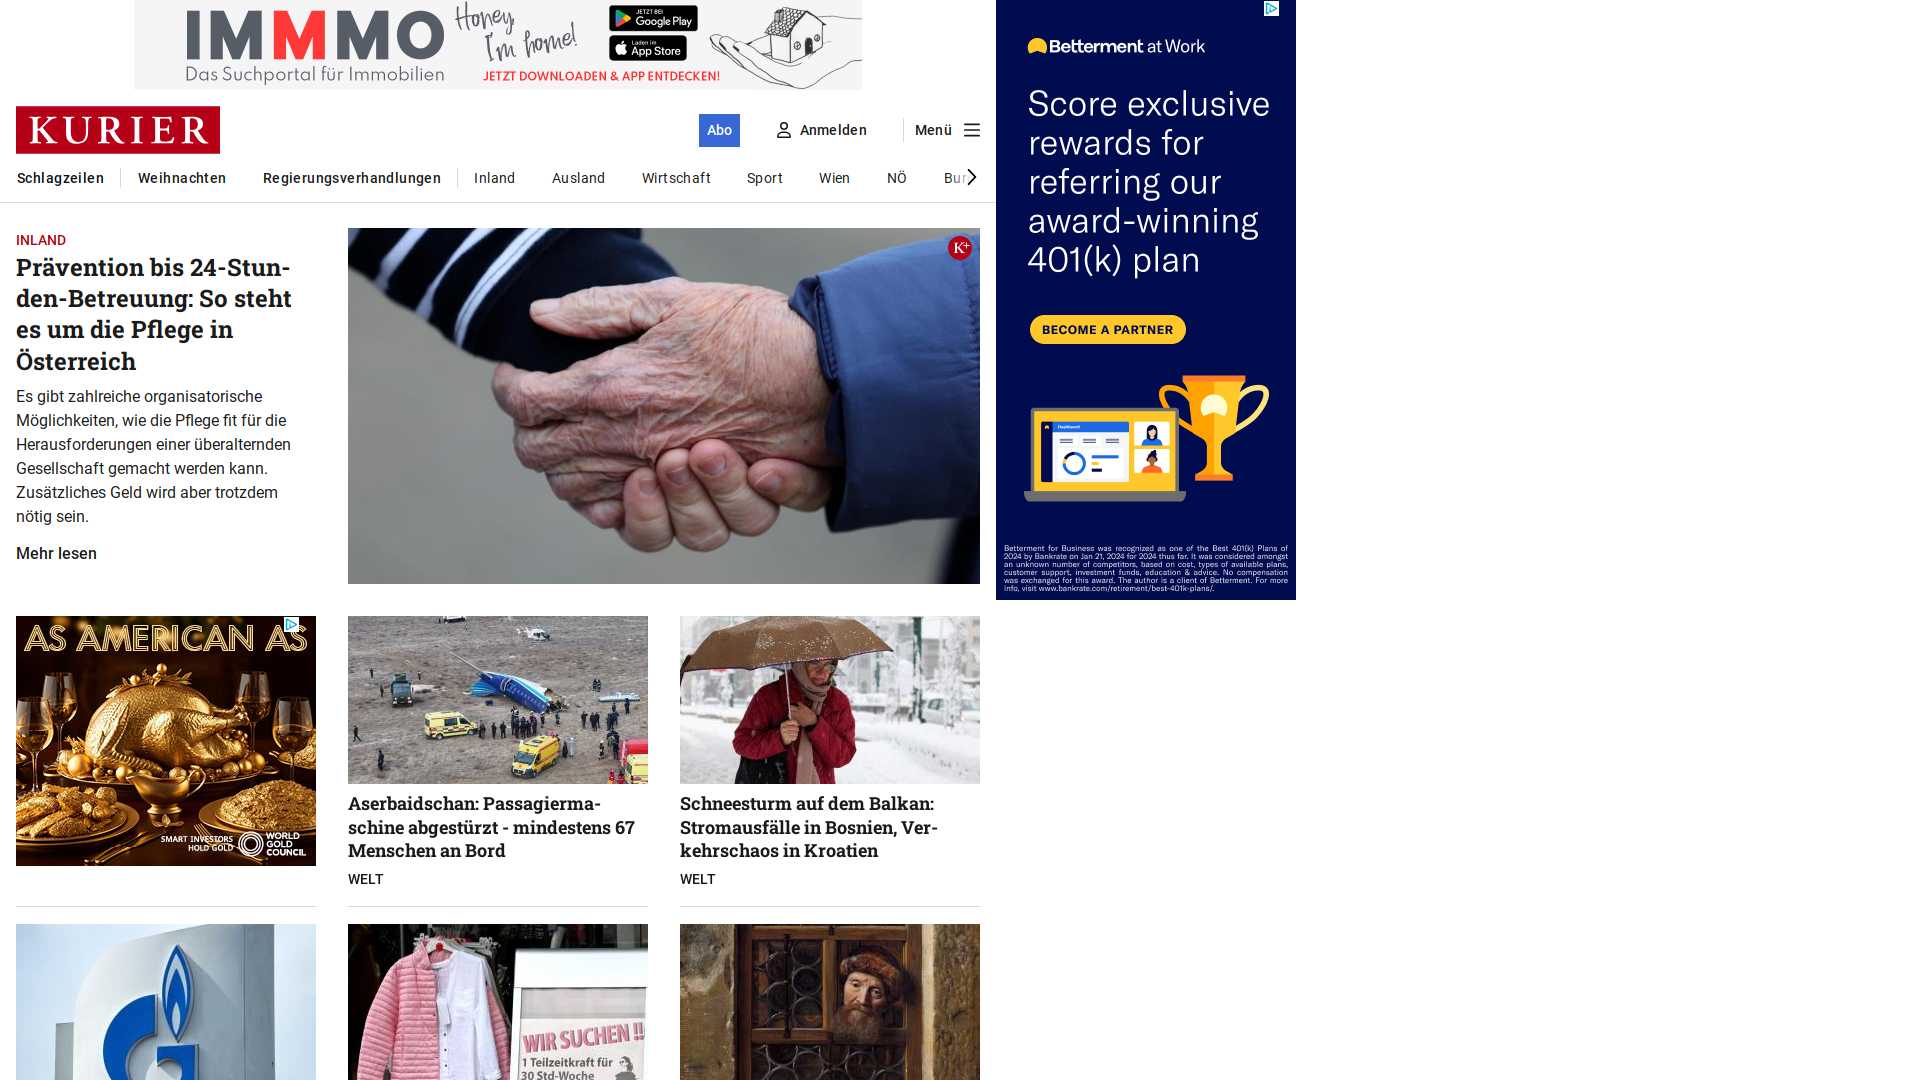 IMMMO
Das Suchportal für Immobilien
Honey,
I'm home!
JETZT BEI
Google Play
Laden im
App Store
JETZT DOWNLOADEN & APP ENTDECKEN!
KURIER
Abo
Anmelden
Menü
Schlagzeilen
Weihnachten
Regierungsverhandlungen
Inland
Ausland
Wirtschaft
Sport
Wien
NÖ
Bur
INLAND
Prävention bis 24-Stun-
den-Betreuung: So steht
es um die Pflege in
Österreich
Es gibt zahlreiche organisatorische
Möglichkeiten, wie die Pflege fit für die
Herausforderungen einer überalternden
Gesellschaft gemacht werden kann.
Zusätzliches Geld wird aber trotzdem
nötig sein.
Mehr lesen
K+
Betterment at Work
Score exclusive
rewards for
referring our
award-winning
401(k) plan
BECOME A PARTNER
Dashboard
Betterment for Business was recognized as one of the Best 401(k) Plans of
2024 by Bankrate on Jan 21, 2024 for 2024 thus far. It was considered amongst
an unknown number of competitors, based on cost, types of available plans,
customer support, investment funds, education & advice. No compensation
was exchanged for this award. The author is a client of Betterment. For more
info, visit www.bankrate.com/retirement/best-401k-plans/.
AS AMERICAN AS
SMART INVESTORS
HOLD GOLD
WORLD
GOLD
COUNCIL
Aserbaidschan: Passagierma-
schine abgestürzt - mindestens 67
Menschen an Bord
WELT
Schneesturm auf dem Balkan:
Stromausfälle in Bosnien, Ver-
kehrschaos in Kroatien
WELT
WIR SUCHEN !!
1 Teilzeitkraft für
30 Std-Woche